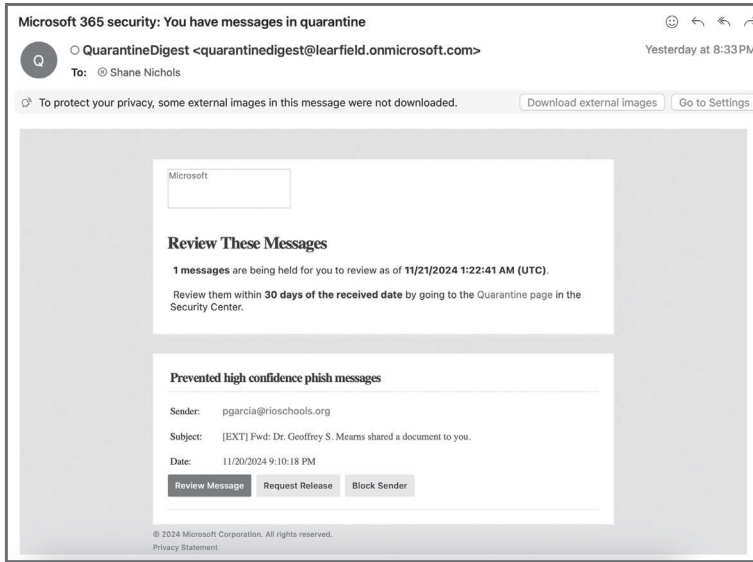 Microsoft 365 security: You have messages in quarantine
Q
QuarantineDigest <quarantinedigest@learfield.onmicrosoft.com>
Yesterday at 8:33 PM
To: Shane Nichols
To protect your privacy, some external images in this message were not downloaded.
Download external images
Go to Settings
Microsoft
Review These Messages
1 messages are being held for you to review as of 11/21/2024 1:22:41 AM (UTC).
Review them within 30 days of the received date by going to the Quarantine page in the
Security Center.
Prevented high confidence phish messages
Sender: pgarcia@rioschools.org
Subject: [EXT] Fwd: Dr. Geoffrey S. Mearns shared a document to you.
Date: 11/20/2024 9:10:18 PM
Review Message
Request Release
Block Sender
© 2024 Microsoft Corporation. All rights reserved.
Privacy Statement